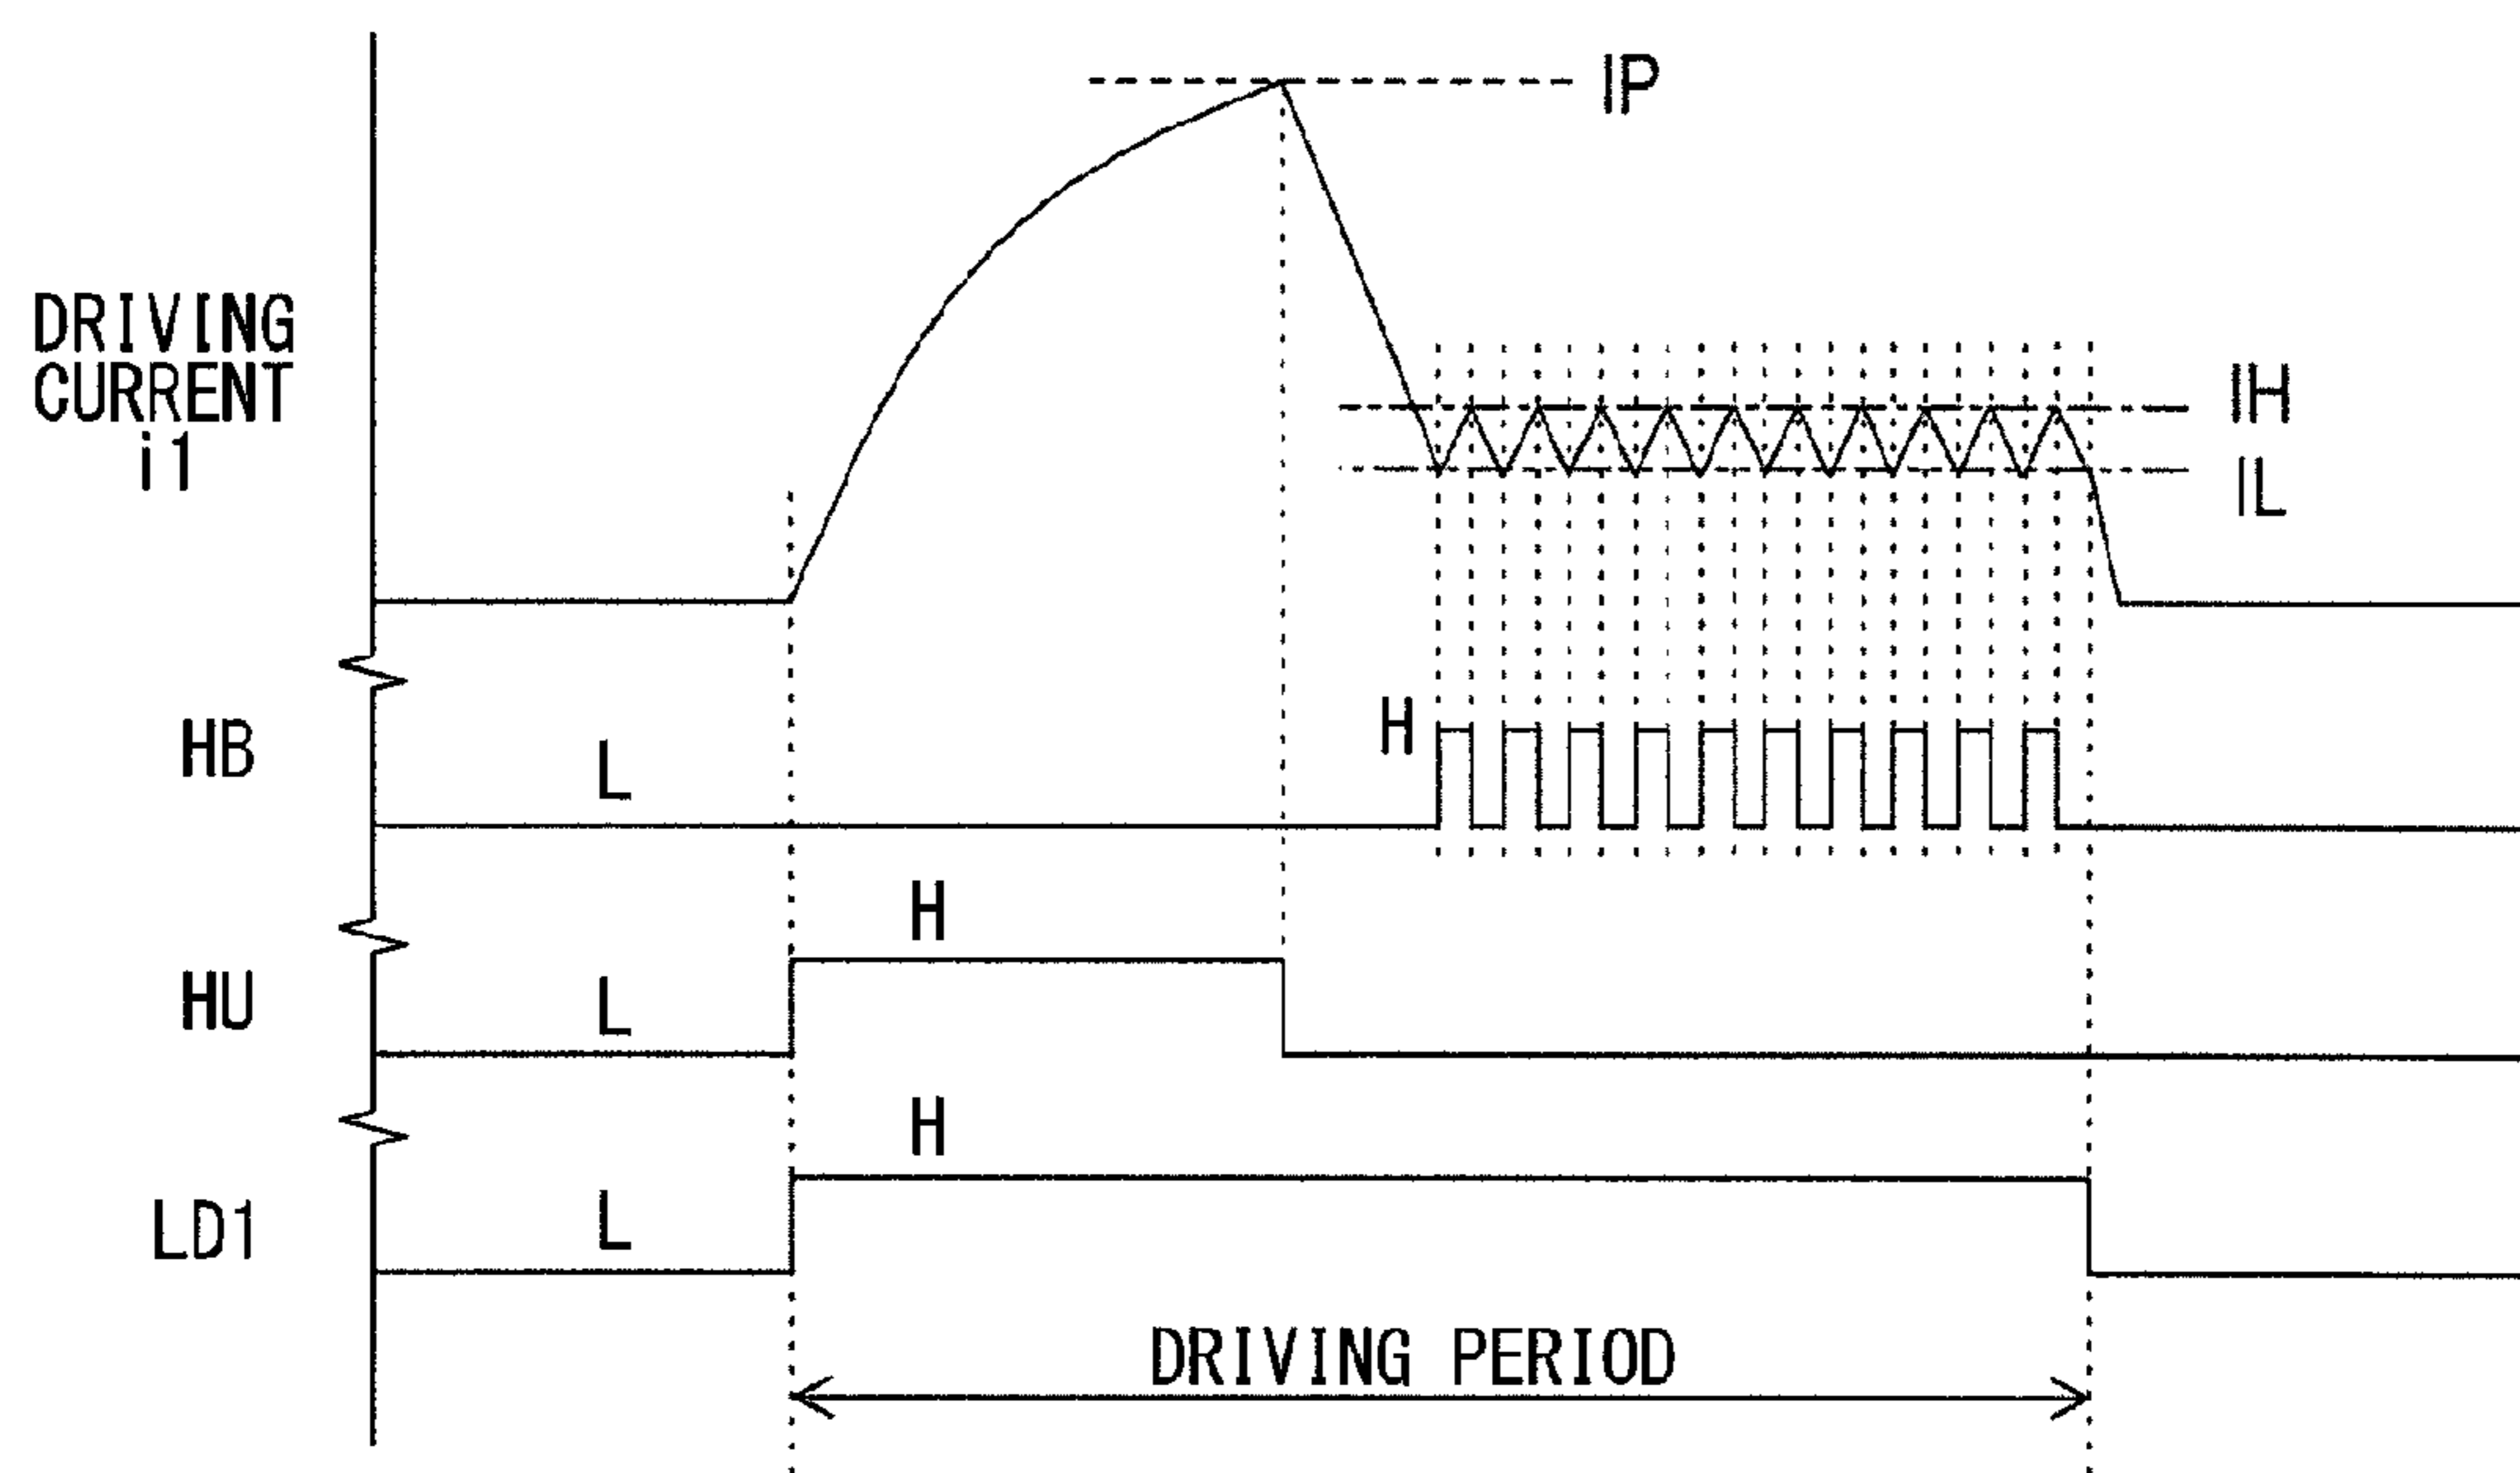 IP
DRIVING
CURRENT
i1
IH
IL
HB
L
H
HU
L
H
LD1
L
H
DRIVING PERIOD